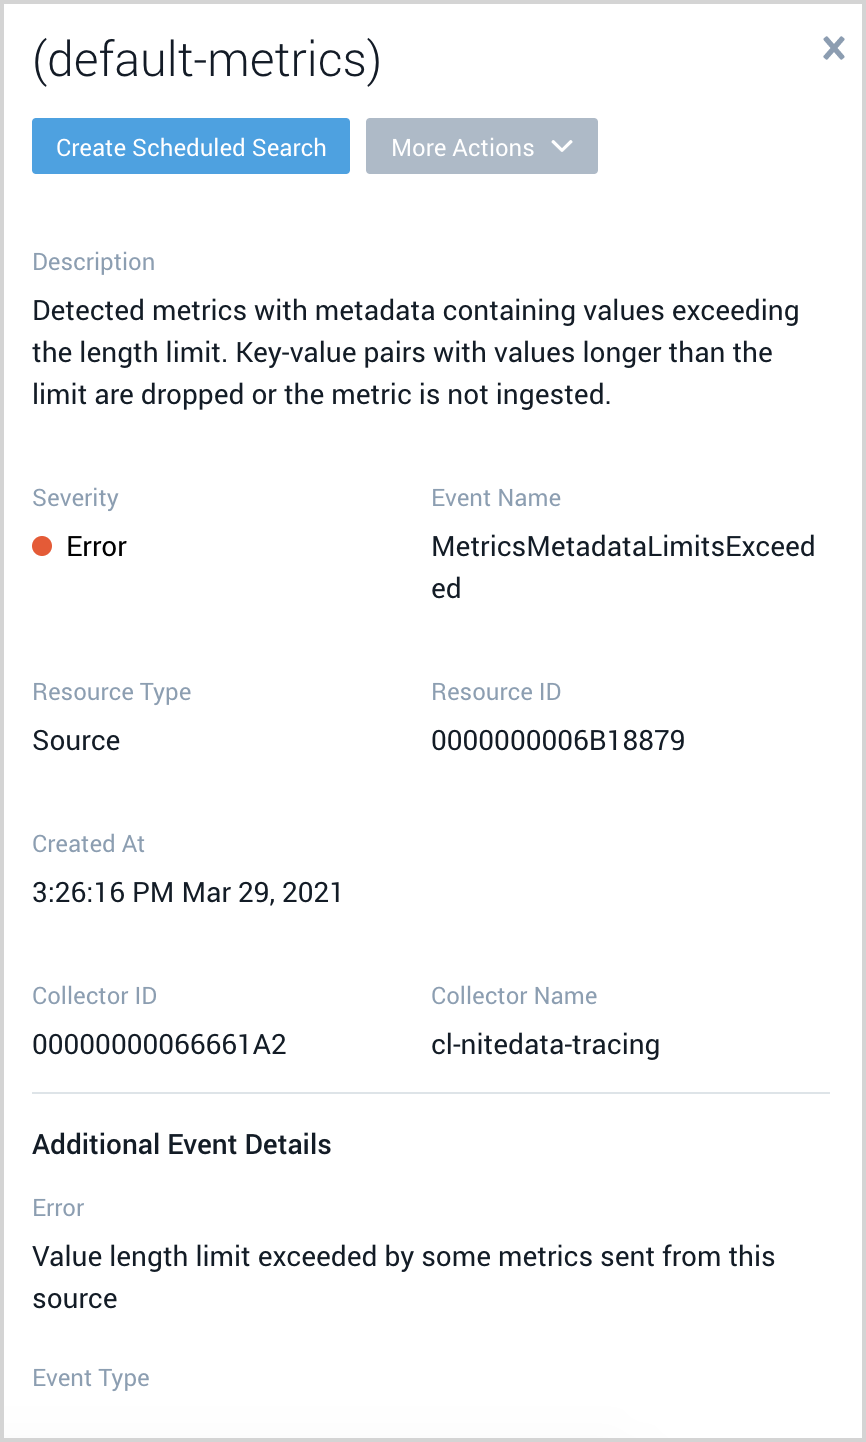 (default-metrics)
Create Scheduled Search
More Actions
Description
Detected metrics with metadata containing values exceeding
the length limit. Key-value pairs with values longer than the
limit are dropped or the metric is not ingested.
Severity
Event Name
Error
MetricsMetadataLimitsExceed
ed
Resource Type
Resource ID
Source
0000000006B18879
Created At
3:26:16 PM Mar 29, 2021
Collector ID
Collector Name
00000000066661A2
cl-nitedata-tracing
Additional Event Details
Error
Value length limit exceeded by some metrics sent from this
source
Event Type